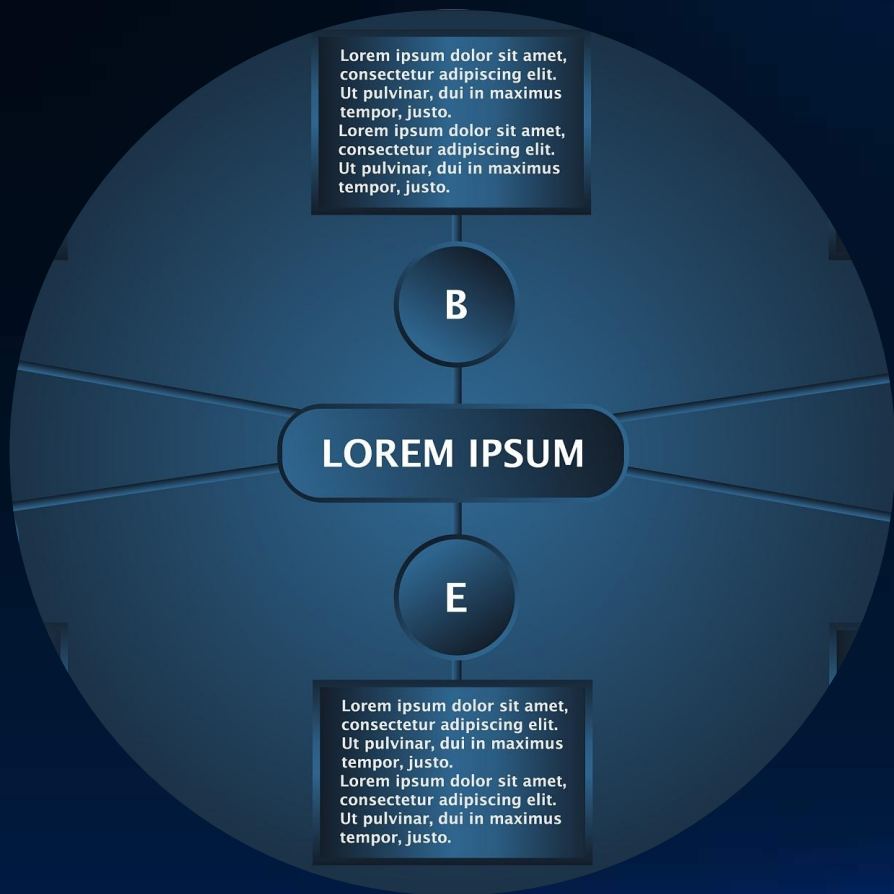 Lorem ipsum dolor sit amet,
consectetur adipiscing elit.
Ut pulvinar, dui in maximus
tempor, justo.
Lorem ipsum dolor sit amet,
consectetur adipiscing elit.
Ut pulvinar, dui in maximus
tempor, justo.
B
LOREM IPSUM
E
Lorem ipsum dolor sit amet,
consectetur adipiscing elit.
Ut pulvinar, dui in maximus
tempor, justo.
Lorem ipsum dolor sit amet,
consectetur adipiscing elit.
Ut pulvinar, dui in maximus
tempor, justo.